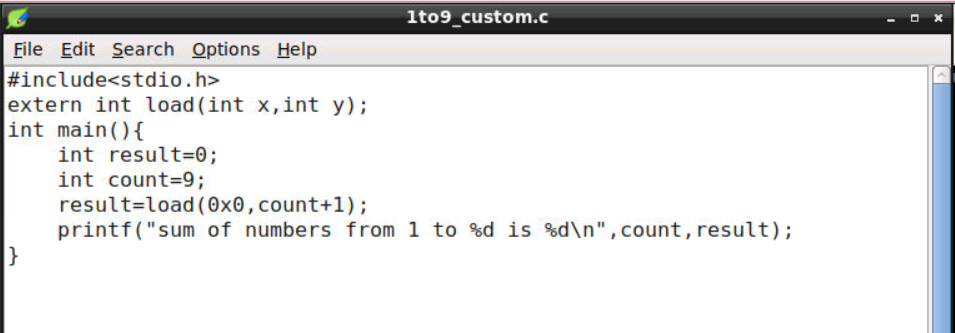 1to9_custom.c
File Edit Search Options Help
#include<stdio.h>
extern int load(int x,int y);
int main(){
    int result=0;
    int count=9;
    result=load(0x0,count+1);
    printf("sum of numbers from 1 to %d is %d\n",count,result);
}